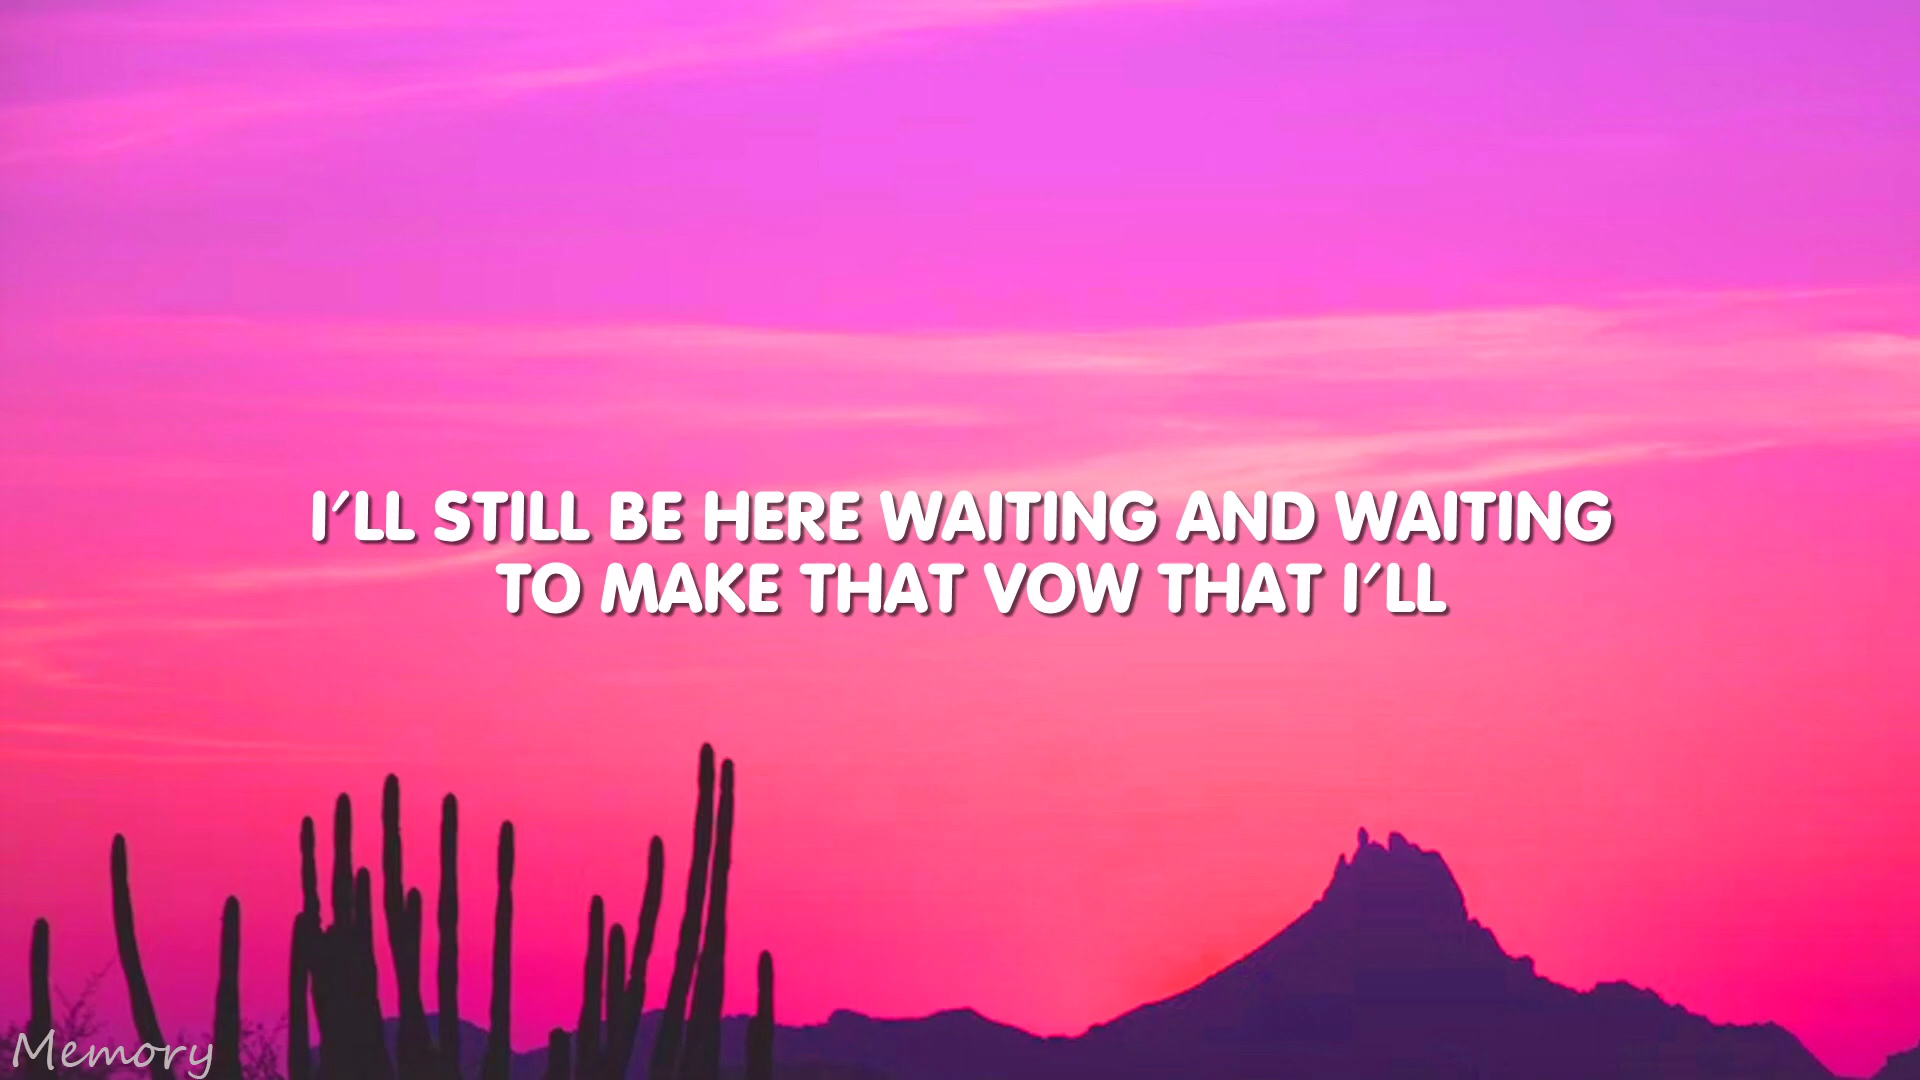 I'LL STILL BE HERE WAITING AND WAITING
TO MAKE THAT VOW THAT I'LL
Memory